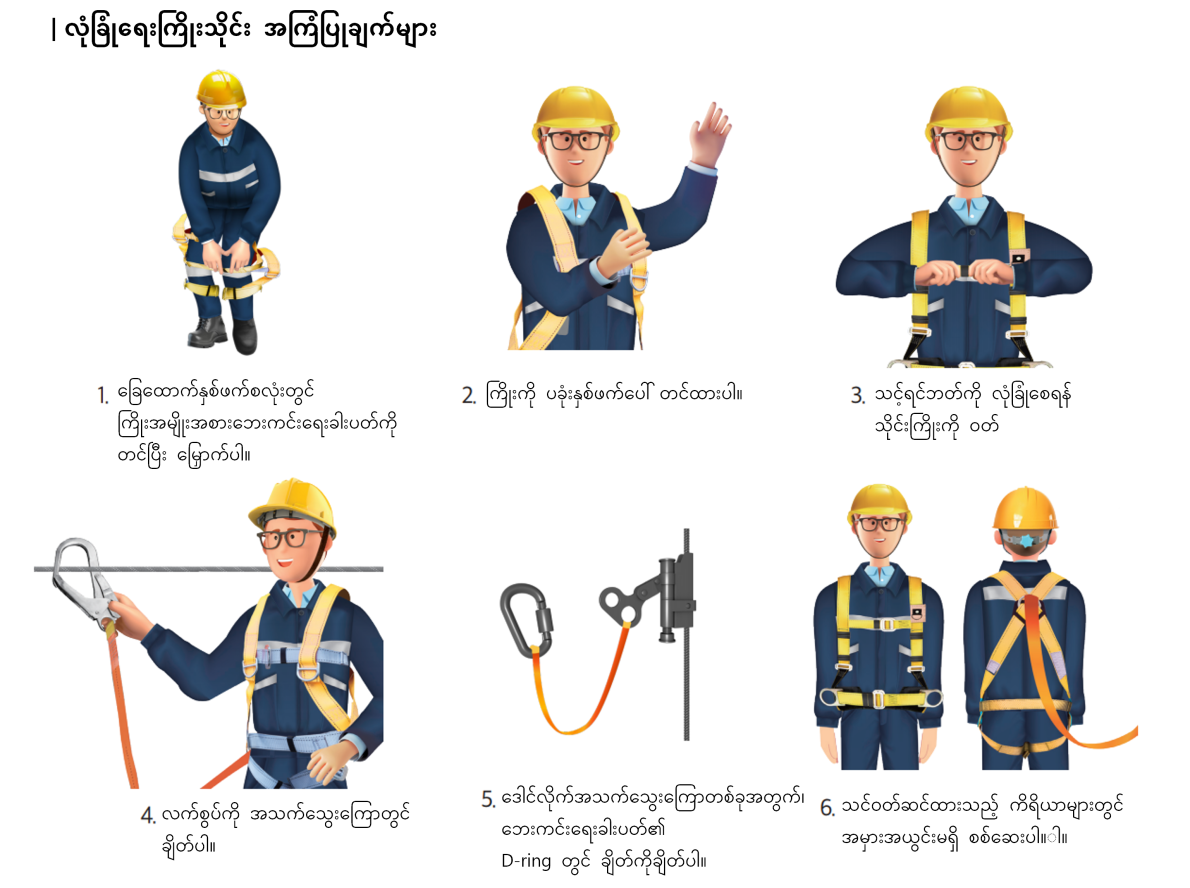 | လုံခြုံရေးကြိုးသိုင်း အကြံပြုချက်များ
1. ခြေထောက်နှစ်ဖက်စလုံးတွင်
ကြိုးအမျိုးအစားဘေးကင်းရေးခါးပတ်ကို
တင်ပြီး မြှောက်ပါ။
2. ကြိုးကို ပခုံးနှစ်ဖက်ပေါ် တင်ထားပါ။
3. သင့်ရင်ဘတ်ကို လုံခြုံစေရန်
သိုင်းကြိုးကို ဝတ်
4. လက်စွပ်ကို အသက်သွေးကြောတွင်
ချိတ်ပါ။
5. ဒေါင်လိုက်အသက်သွေးကြောတစ်ခုအတွက်၊
ဘေးကင်းရေးခါးပတ်၏
D-ring တွင် ချိတ်ကိုချိတ်ပါ။
6. သင်ဝတ်ဆင်ထားသည့် ကိရိယာများတွင်
အမှားအယွင်းမရှိ စစ်ဆေးပါ။ါ။